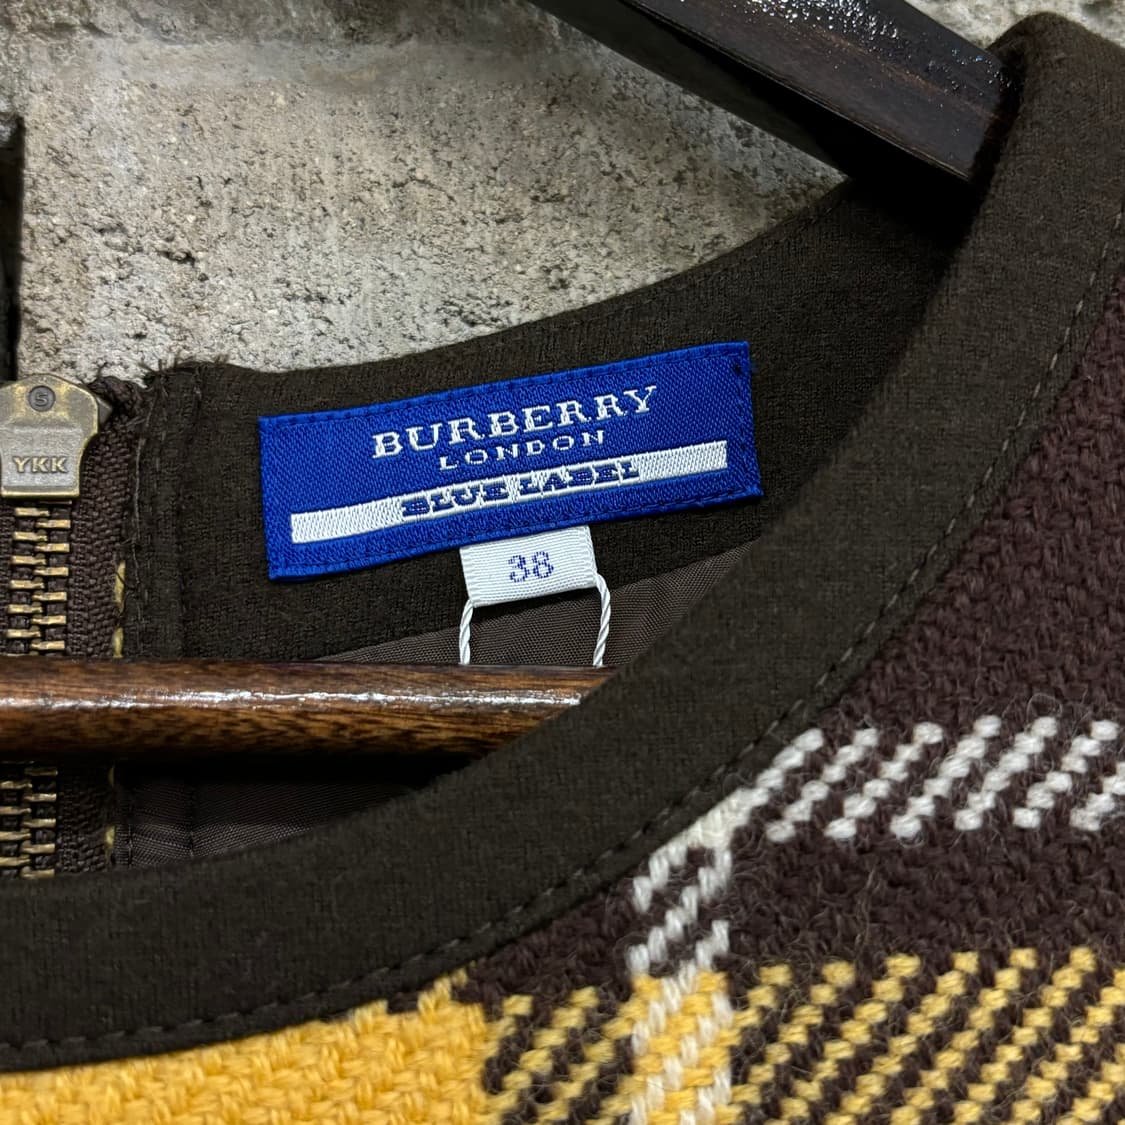 BURBERRY
LONDON
BLUE LABEL
38
S
YKK